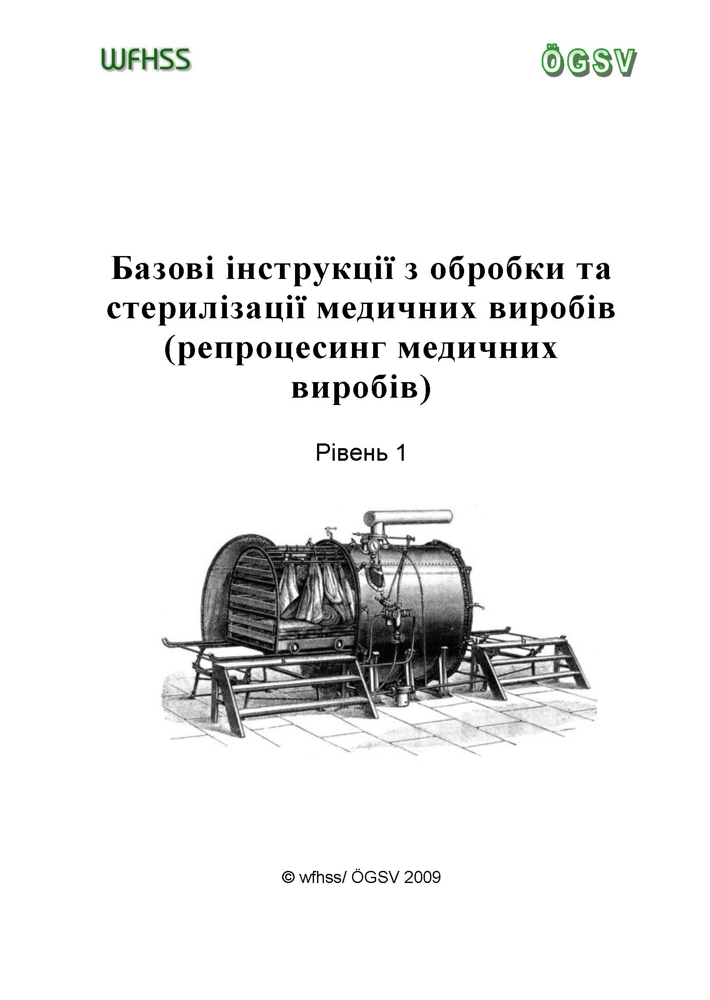 WFHSS
ÖGSV
Базові інструкції з обробки та
стерилізації медичних виробів
(репроцесинг медичних
виробів)
Рівень 1
© wfhss/ ÖGSV 2009